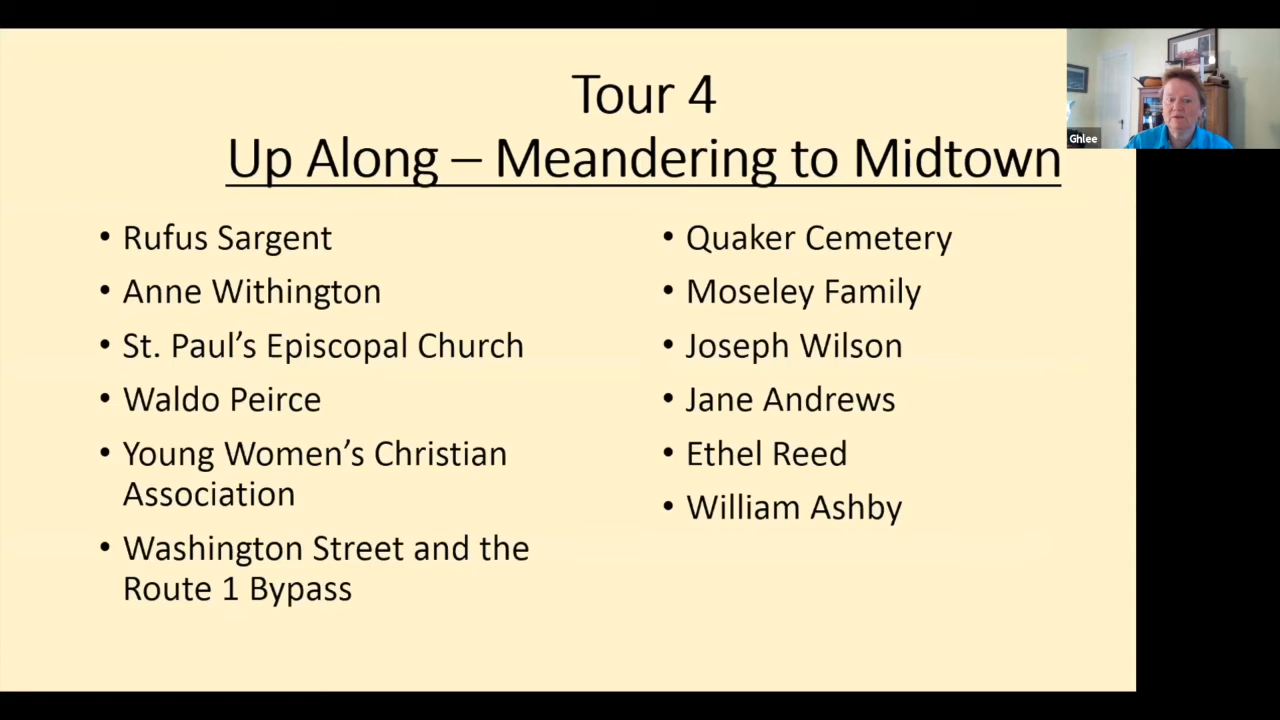 Tour 4
Up Along – Meandering to Midtown
• Rufus Sargent
• Anne Withington
• St. Paul’s Episcopal Church
• Waldo Peirce
• Young Women’s Christian
Association
• Washington Street and the
Route 1 Bypass
• Quaker Cemetery
• Moseley Family
• Joseph Wilson
• Jane Andrews
• Ethel Reed
• William Ashby
Ghlee